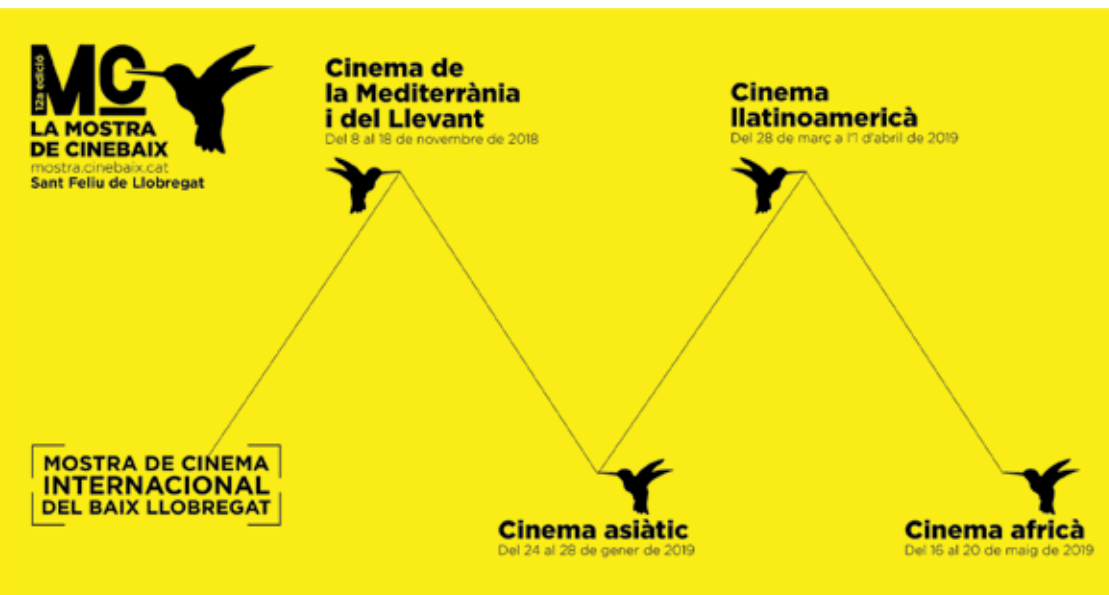 12a edició
MC
LA MOSTRA
DE CINEBAIX
mostra.cinebaix.cat
Sant Feliu de Llobregat
Cinema de
la Mediterrània
i del Llevant
Del 8 al 18 de novembre de 2018
Cinema
llatinoamericà
Del 28 de març a l'1 d'abril de 2019
MOSTRA DE CINEMA
INTERNACIONAL
DEL BAIX LLOBREGAT
Cinema asiàtic
Del 24 al 28 de gener de 2019
Cinema africà
Del 16 al 20 de maig de 2019